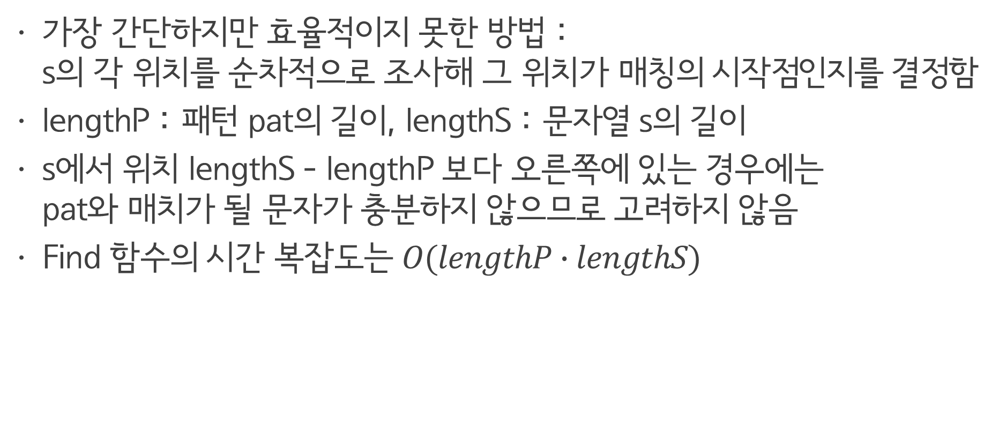 · 가장 간단하지만 효율적이지 못한 방법 :
s의 각 위치를 순차적으로 조사해 그 위치가 매칭의 시작점인지를 결정함
· lengthP : 패턴 pat의 길이, lengthS : 문자열 s의 길이
· s에서 위치 lengthS - lengthP 보다 오른쪽에 있는 경우에는
pat와 매치가 될 문자가 충분하지 않으므로 고려하지 않음
· Find 함수의 시간 복잡도는 O(lengthP · lengthS)